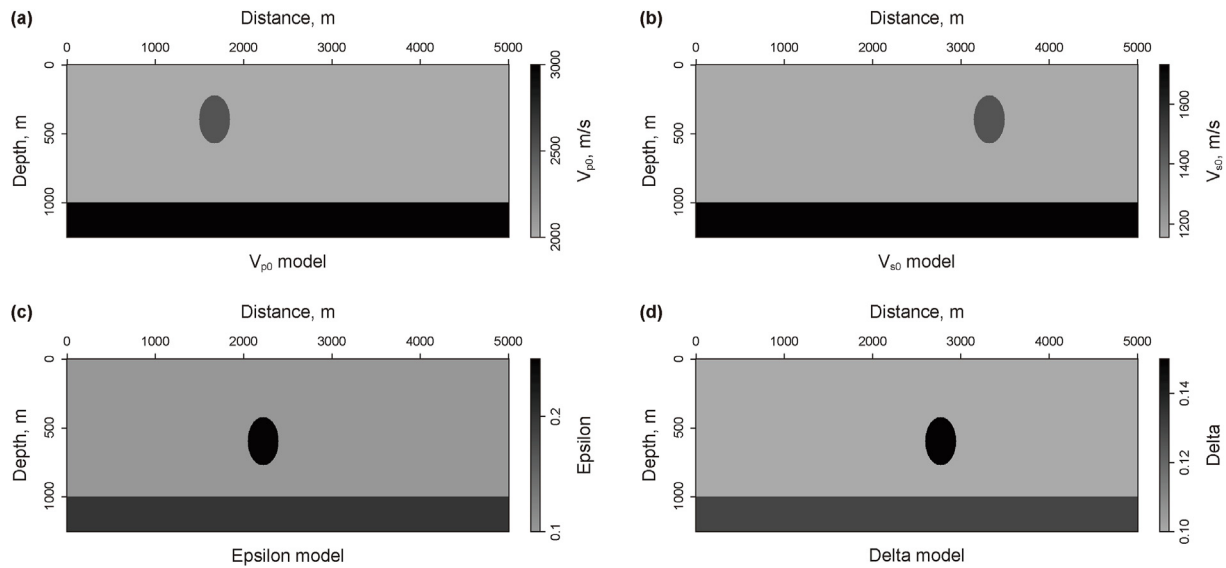 (a)
Distance, m
0 1000 2000 3000 4000 5000
Depth, m
0
500
1000
3000
2500
2000
Vp0, m/s
Vp0 model
(b)
Distance, m
0 1000 2000 3000 4000 5000
Depth, m
0
500
1000
1600
1400
1200
Vs0, m/s
Vs0 model
(c)
Distance, m
0 1000 2000 3000 4000 5000
Depth, m
0
500
1000
0.2
0.1
Epsilon
Epsilon model
(d)
Distance, m
0 1000 2000 3000 4000 5000
Depth, m
0
500
1000
0.14
0.12
0.10
Delta
Delta model